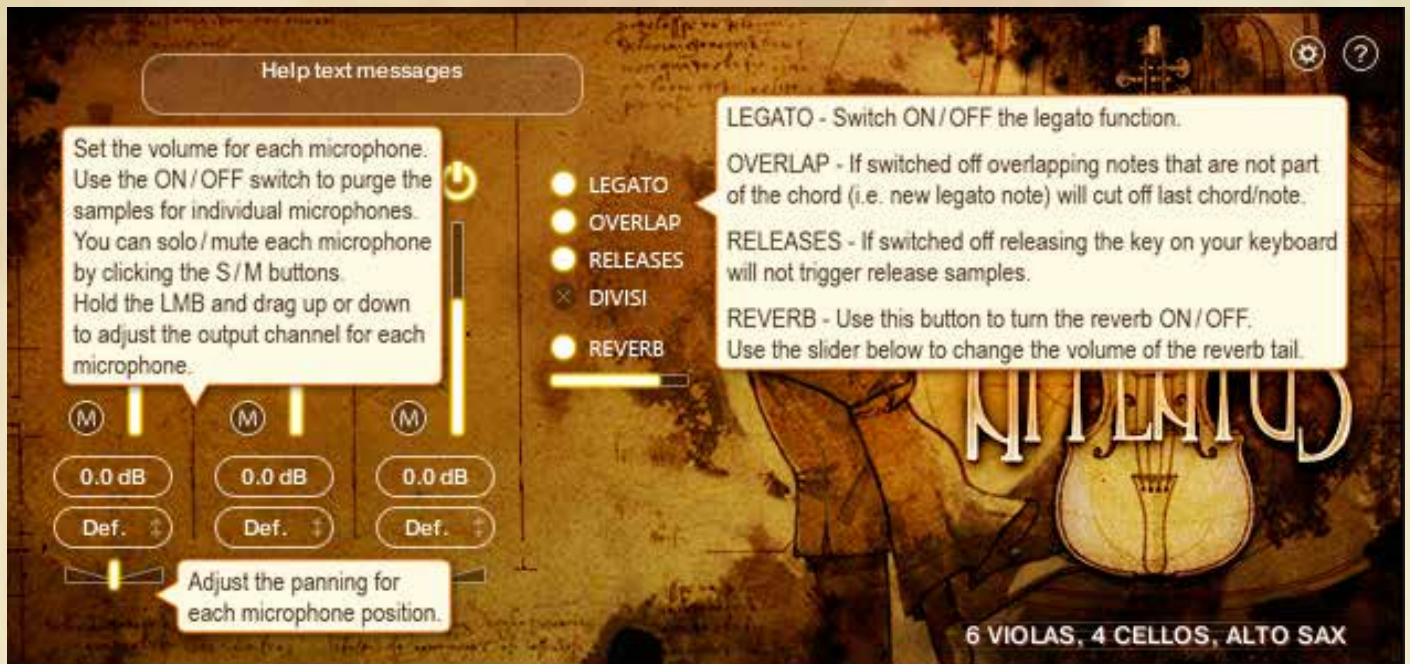 Help text messages
?
Set the volume for each microphone.
Use the ON / OFF switch to purge the
samples for individual microphones.
You can solo / mute each microphone
by clicking the S / M buttons.
Hold the LMB and drag up or down
to adjust the output channel for each
microphone.
LEGATO
OVERLAP
RELEASES
DIVISI
REVERB
LEGATO - Switch ON / OFF the legato function.
OVERLAP - If switched off overlapping notes that are not part
of the chord (i.e. new legato note) will cut off last chord/note.
RELEASES - If switched off releasing the key on your keyboard
will not trigger release samples.
REVERB - Use this button to turn the reverb ON / OFF.
Use the slider below to change the volume of the reverb tail.
M M M
0.0 dB 0.0 dB 0.0 dB
Def. Def. Def.
Adjust the panning for
each microphone position.
6 VIOLAS, 4 CELLOS, ALTO SAX